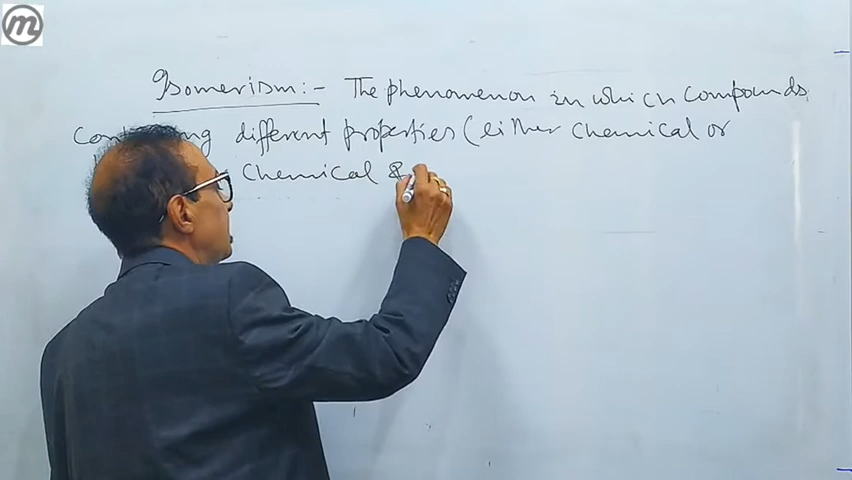 m
Isomerism:- The phenomenon in which compounds
different properties (either chemical or
chemical &